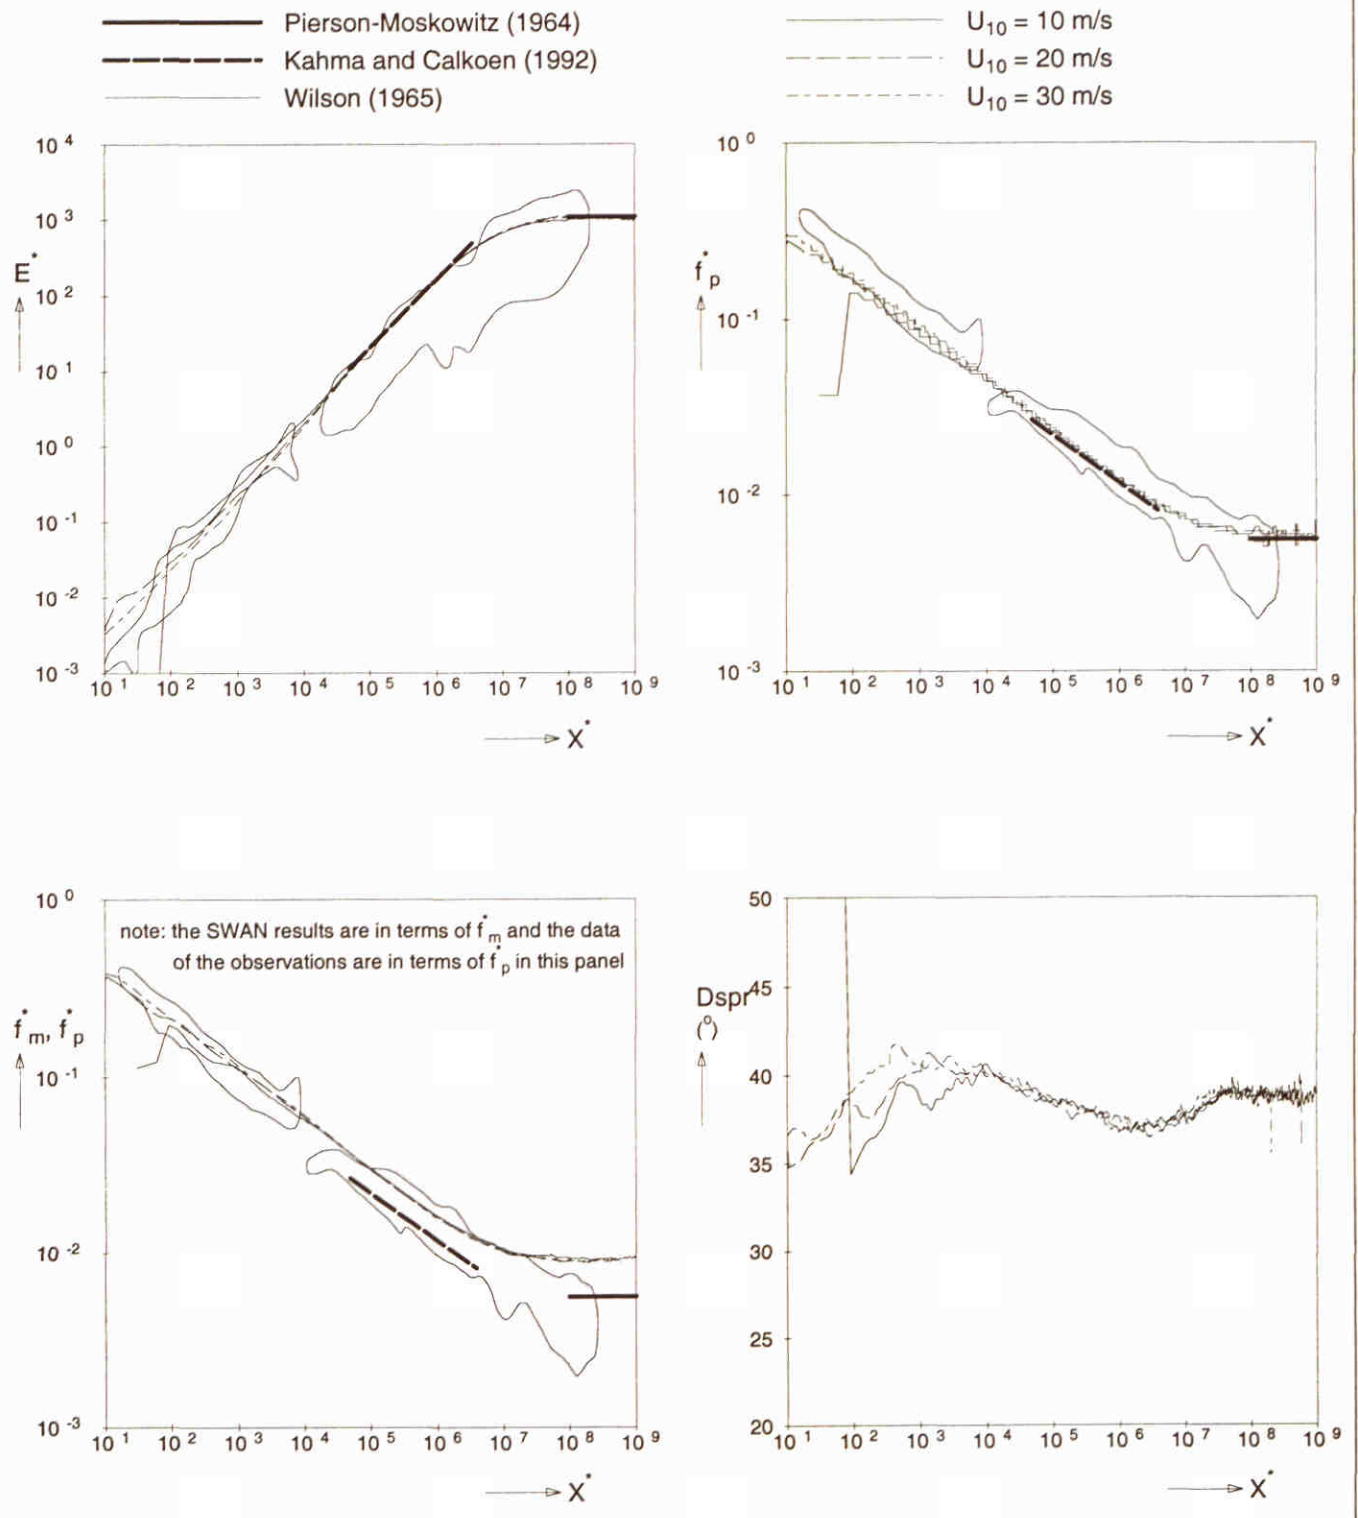 Pierson-Moskowitz (1964)
Kahma and Calkoen (1992)
Wilson (1965)
U10 = 10 m/s
U10 = 20 m/s
U10 = 30 m/s
10 4
10 3
E*
10 2
10 1
10 0
10 -1
10 -2
10 -3
10 1 10 2 10 3 10 4 10 5 10 6 10 7 10 8 10 9
X*
10 0
f*p
10 -1
10 -2
10 -3
10 1 10 2 10 3 10 4 10 5 10 6 10 7 10 8 10 9
X*
10 0
note: the SWAN results are in terms of f*m and the data
of the observations are in terms of f*p in this panel
f*m, f*p
10 -1
10 -2
10 -3
10 1 10 2 10 3 10 4 10 5 10 6 10 7 10 8 10 9
X*
50
Dspr 45
(°)
40
35
30
25
20
10 1 10 2 10 3 10 4 10 5 10 6 10 7 10 8 10 9
X*